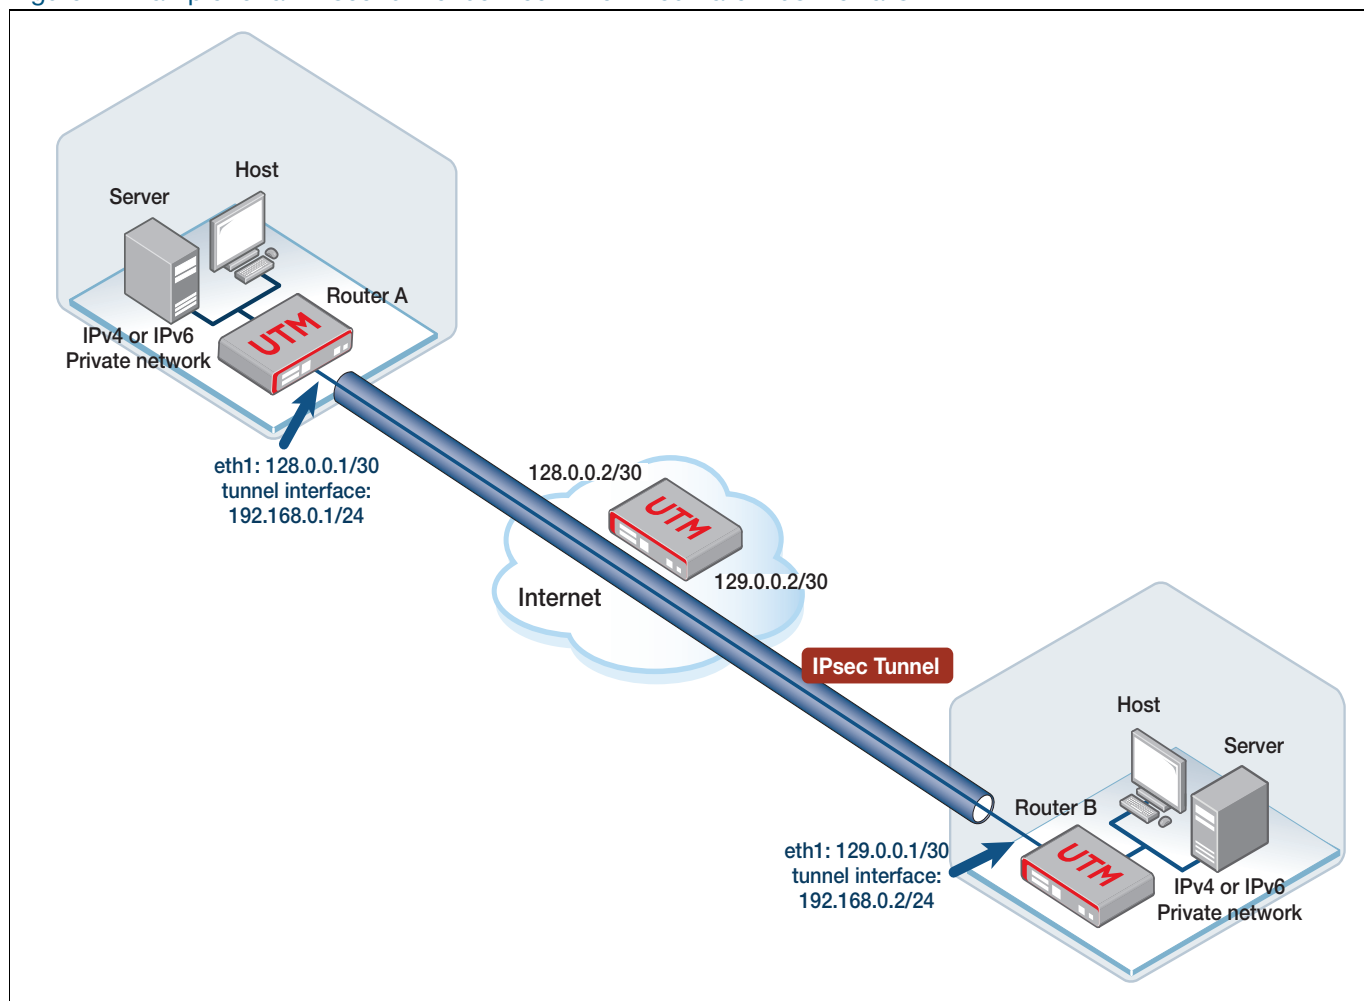 Host
Server
Router A
UTM
IPv4 or IPv6
Private network
eth1: 128.0.0.1/30
tunnel interface:
192.168.0.1/24
128.0.0.2/30
UTM
129.0.0.2/30
Internet
IPsec Tunnel
Host
Server
Router B
UTM
eth1: 129.0.0.1/30
tunnel interface:
192.168.0.2/24
IPv4 or IPv6
Private network